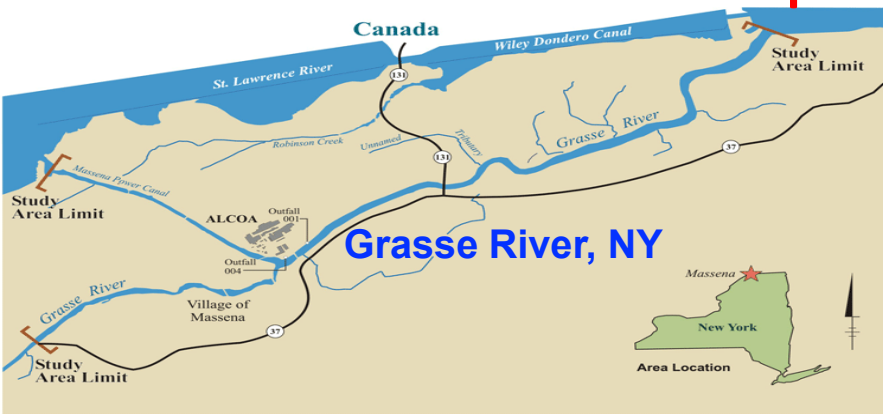 Canada
Wiley Dondero Canal
St. Lawrence River
131
Study
Area Limit
Robinson Creek
Unnamed
Tributary
Grasse River
131
37
Massena Power Canal
Study
Area Limit
ALCOA
Outfall
001
Outfall
004
Grasse River, NY
Grasse River
Village of
Massena
37
Study
Area Limit
Massena
New York
Area Location